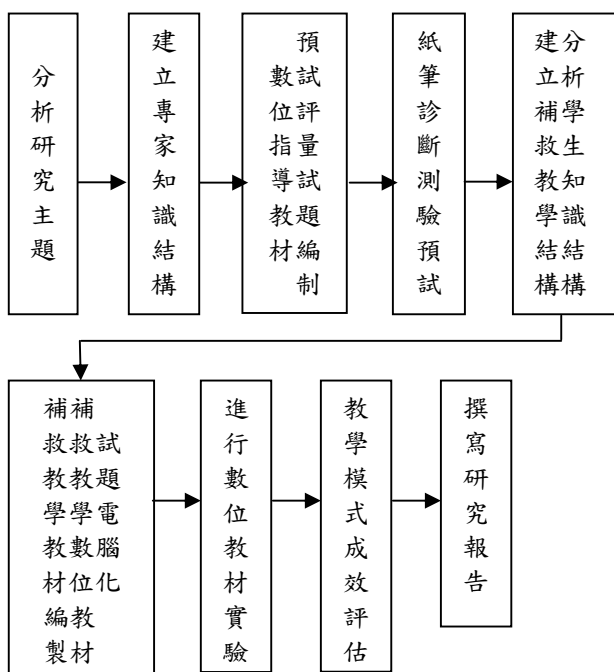 分析研究主題
建立專家知識結構
預試評量試題編制
數位指導教材
紙筆診斷測驗預試
分析學生知識結構
建立補救教學結構
試題電腦化
補救教學數位教材
補救教學教材編製
進行數位教材實驗
教學模式成效評估
撰寫研究報告